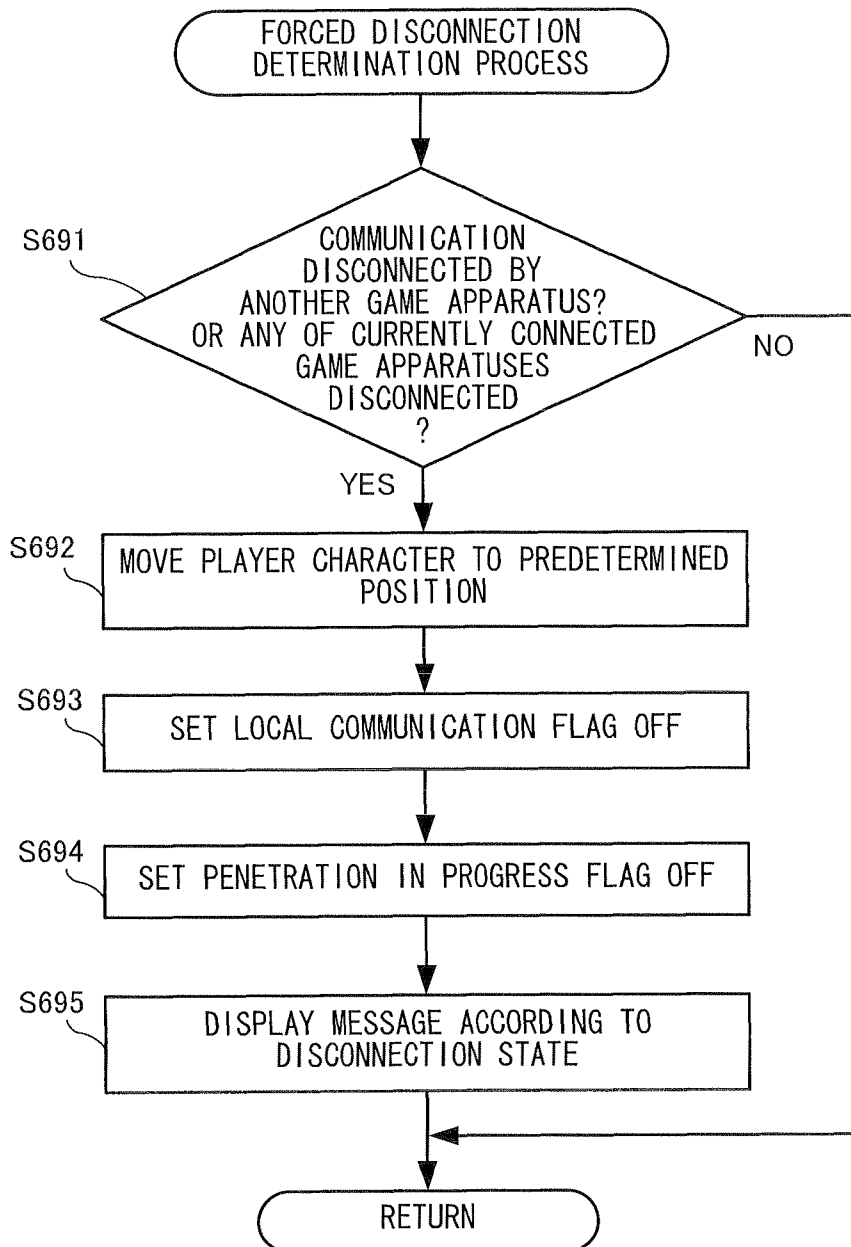 FORCED DISCONNECTION
DETERMINATION PROCESS
S691
COMMUNICATION
DISCONNECTED BY
ANOTHER GAME APPARATUS?
OR ANY OF CURRENTLY CONNECTED
GAME APPARATUSES
DISCONNECTED
?
NO
YES
S692
MOVE PLAYER CHARACTER TO PREDETERMINED
POSITION
S693
SET LOCAL COMMUNICATION FLAG OFF
S694
SET PENETRATION IN PROGRESS FLAG OFF
S695
DISPLAY MESSAGE ACCORDING TO
DISCONNECTION STATE
RETURN